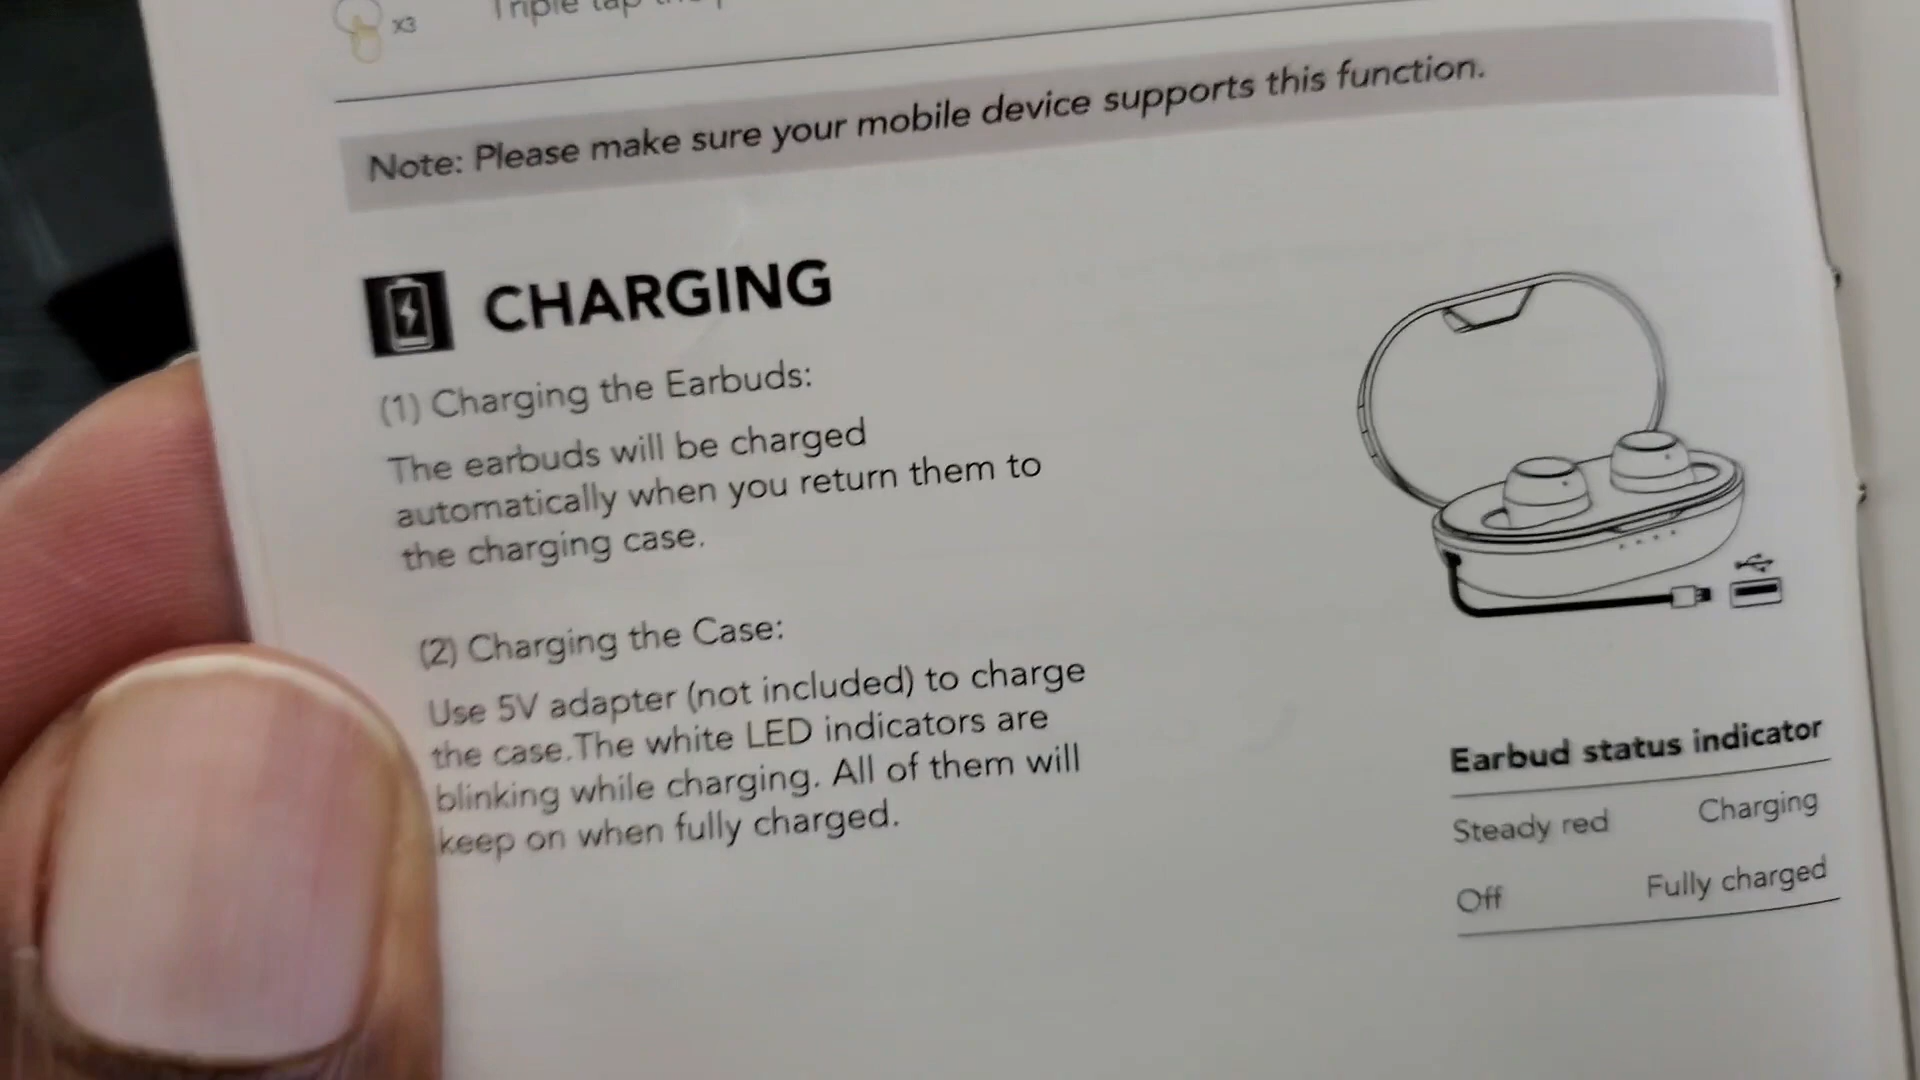 X3 Triple tap the
Note: Please make sure your mobile device supports this function.
CHARGING
(1) Charging the Earbuds:
The earbuds will be charged
automatically when you return them to
the charging case.
(2) Charging the Case:
Use 5V adapter (not included) to charge
the case.The white LED indicators are
blinking while charging. All of them will
keep on when fully charged.
Earbud status indicator
Steady red Charging
Off Fully charged